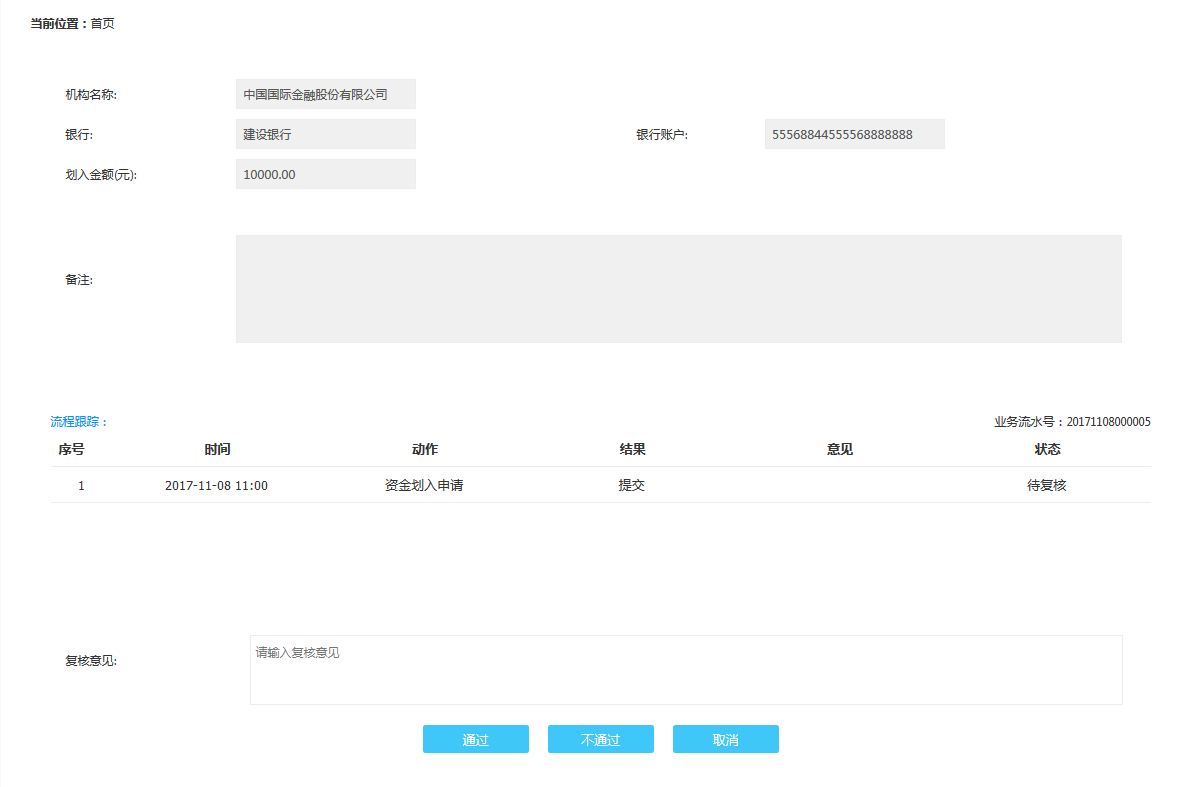 当前位置：首页
机构名称: 中国国际金融股份有限公司
银行: 建设银行 银行账户: 55568844555568888888
划入金额(元): 10000.00
备注:
流程跟踪： 业务流水号：20171108000005
序号 时间 动作 结果 意见 状态
1 2017-11-08 11:00 资金划入申请 提交 待复核
复核意见: 请输入复核意见
通过 不通过 取消